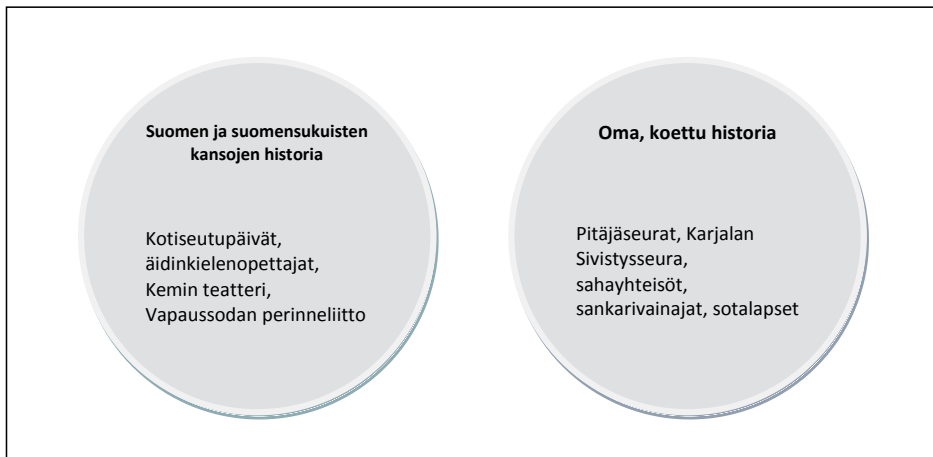 Suomen ja suomensukuisten
kansojen historia
Kotiseutupäivät,
äidinkielenopettajat,
Kemin teatteri,
Vapaussodan perinneliitto
Oma, koettu historia
Pitäjäseurat, Karjalan
Sivistysseura,
sahayhteisöt,
sankarivainajat, sotalapset